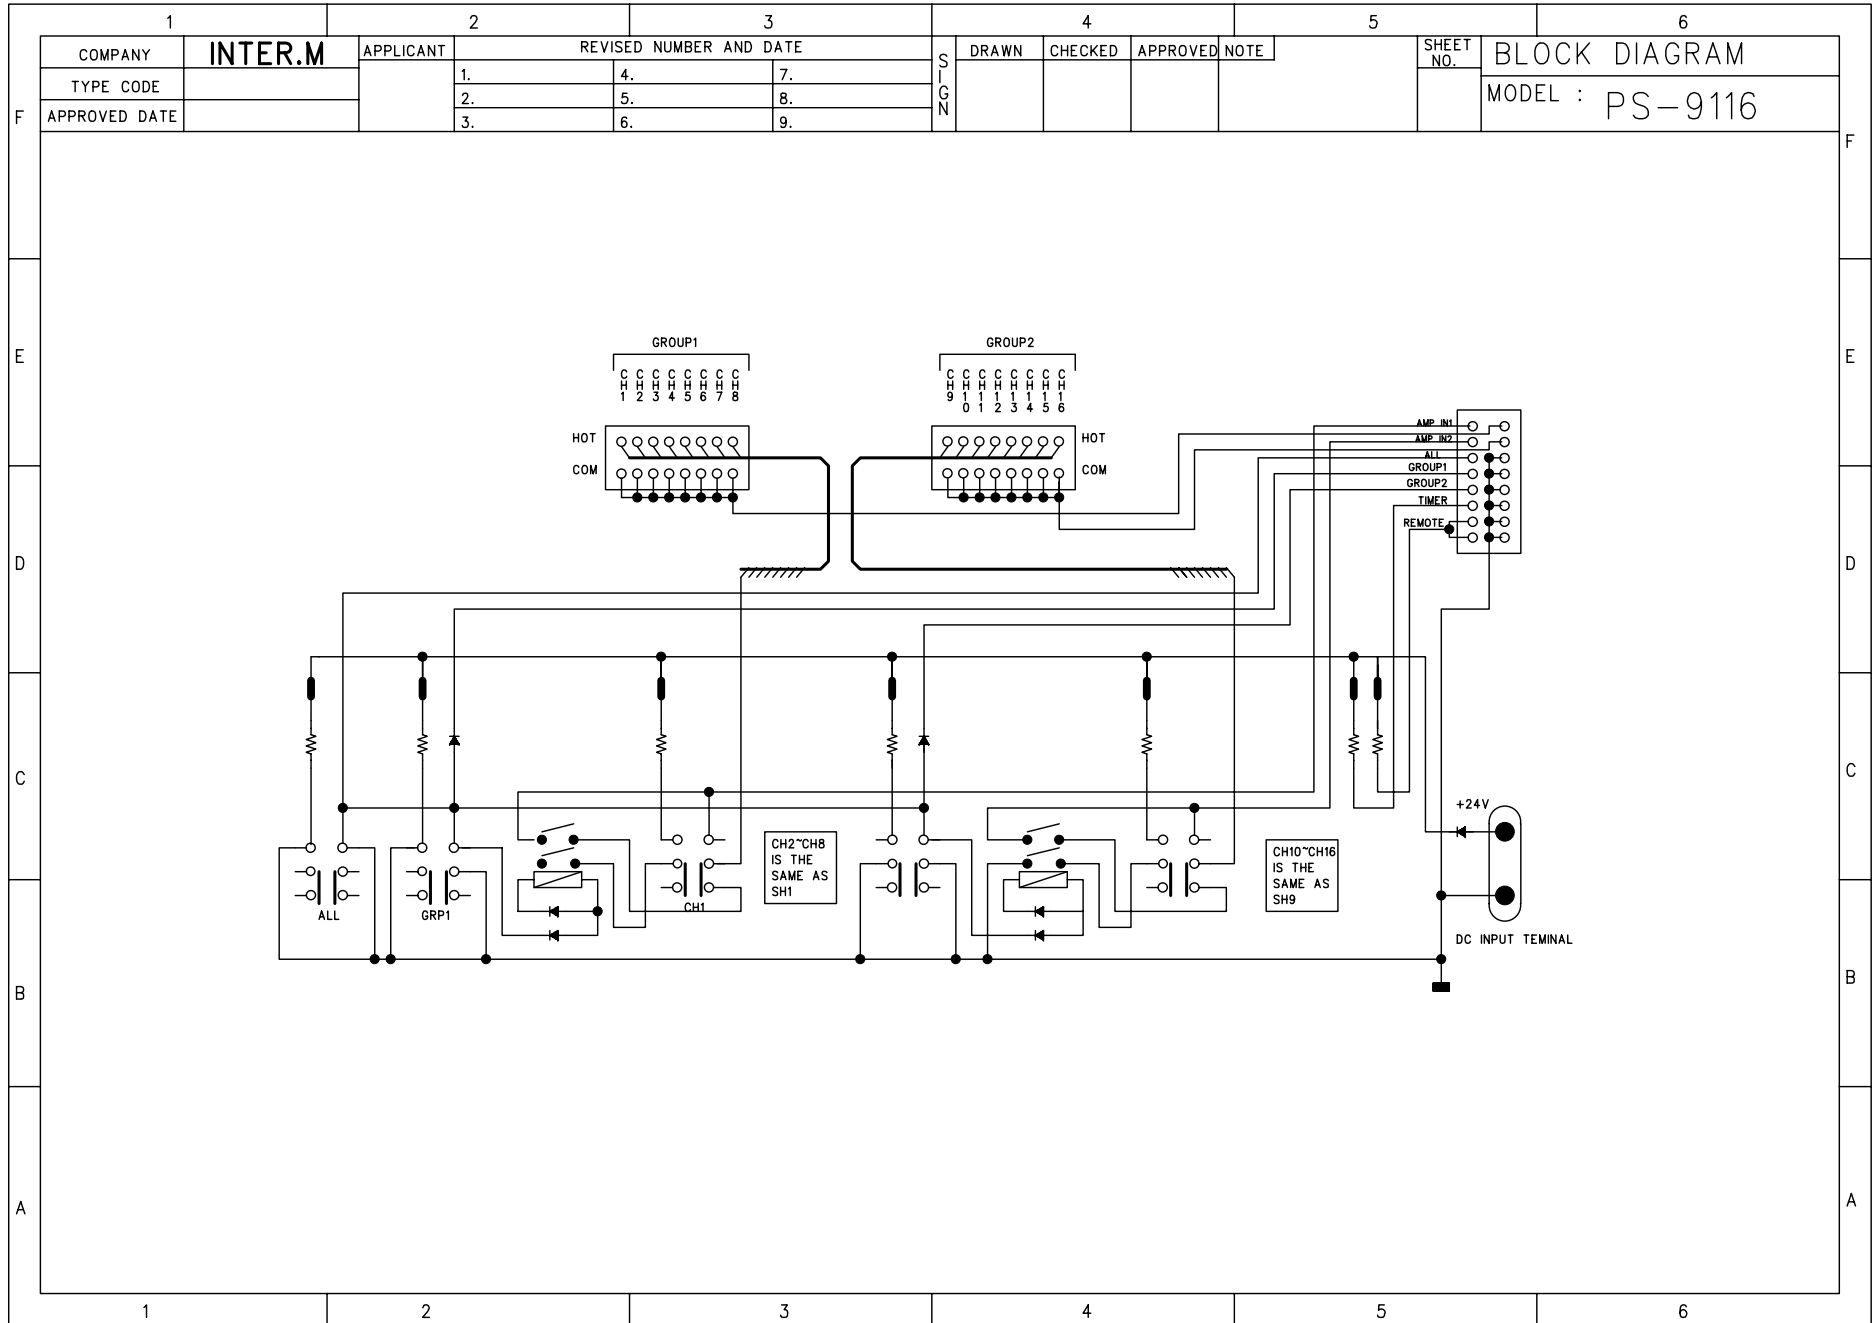 1 2 3 4 5 6
COMPANY INTER.M APPLICANT REVISED NUMBER AND DATE SIGN DRAWN CHECKED APPROVED NOTE SHEET NO. BLOCK DIAGRAM
TYPE CODE 1. 4. 7.
MODEL : PS-9116
2. 5. 8.
APPROVED DATE 3. 6. 9.
F F
E E
GROUP1 GROUP2
CH1 CH2 CH3 CH4 CH5 CH6 CH7 CH8
CH9 CH10 CH11 CH12 CH13 CH14 CH15 CH16
HOT HOT
COM COM
AMP IN1
AMP IN2
ALL
GROUP1
GROUP2
TIMER
REMOTE
D D
C C
+24V
CH2~CH8
IS THE
SAME AS
SH1
CH10~CH16
IS THE
SAME AS
SH9
ALL GRP1 CH1
DC INPUT TEMINAL
B B
A A
1 2 3 4 5 6